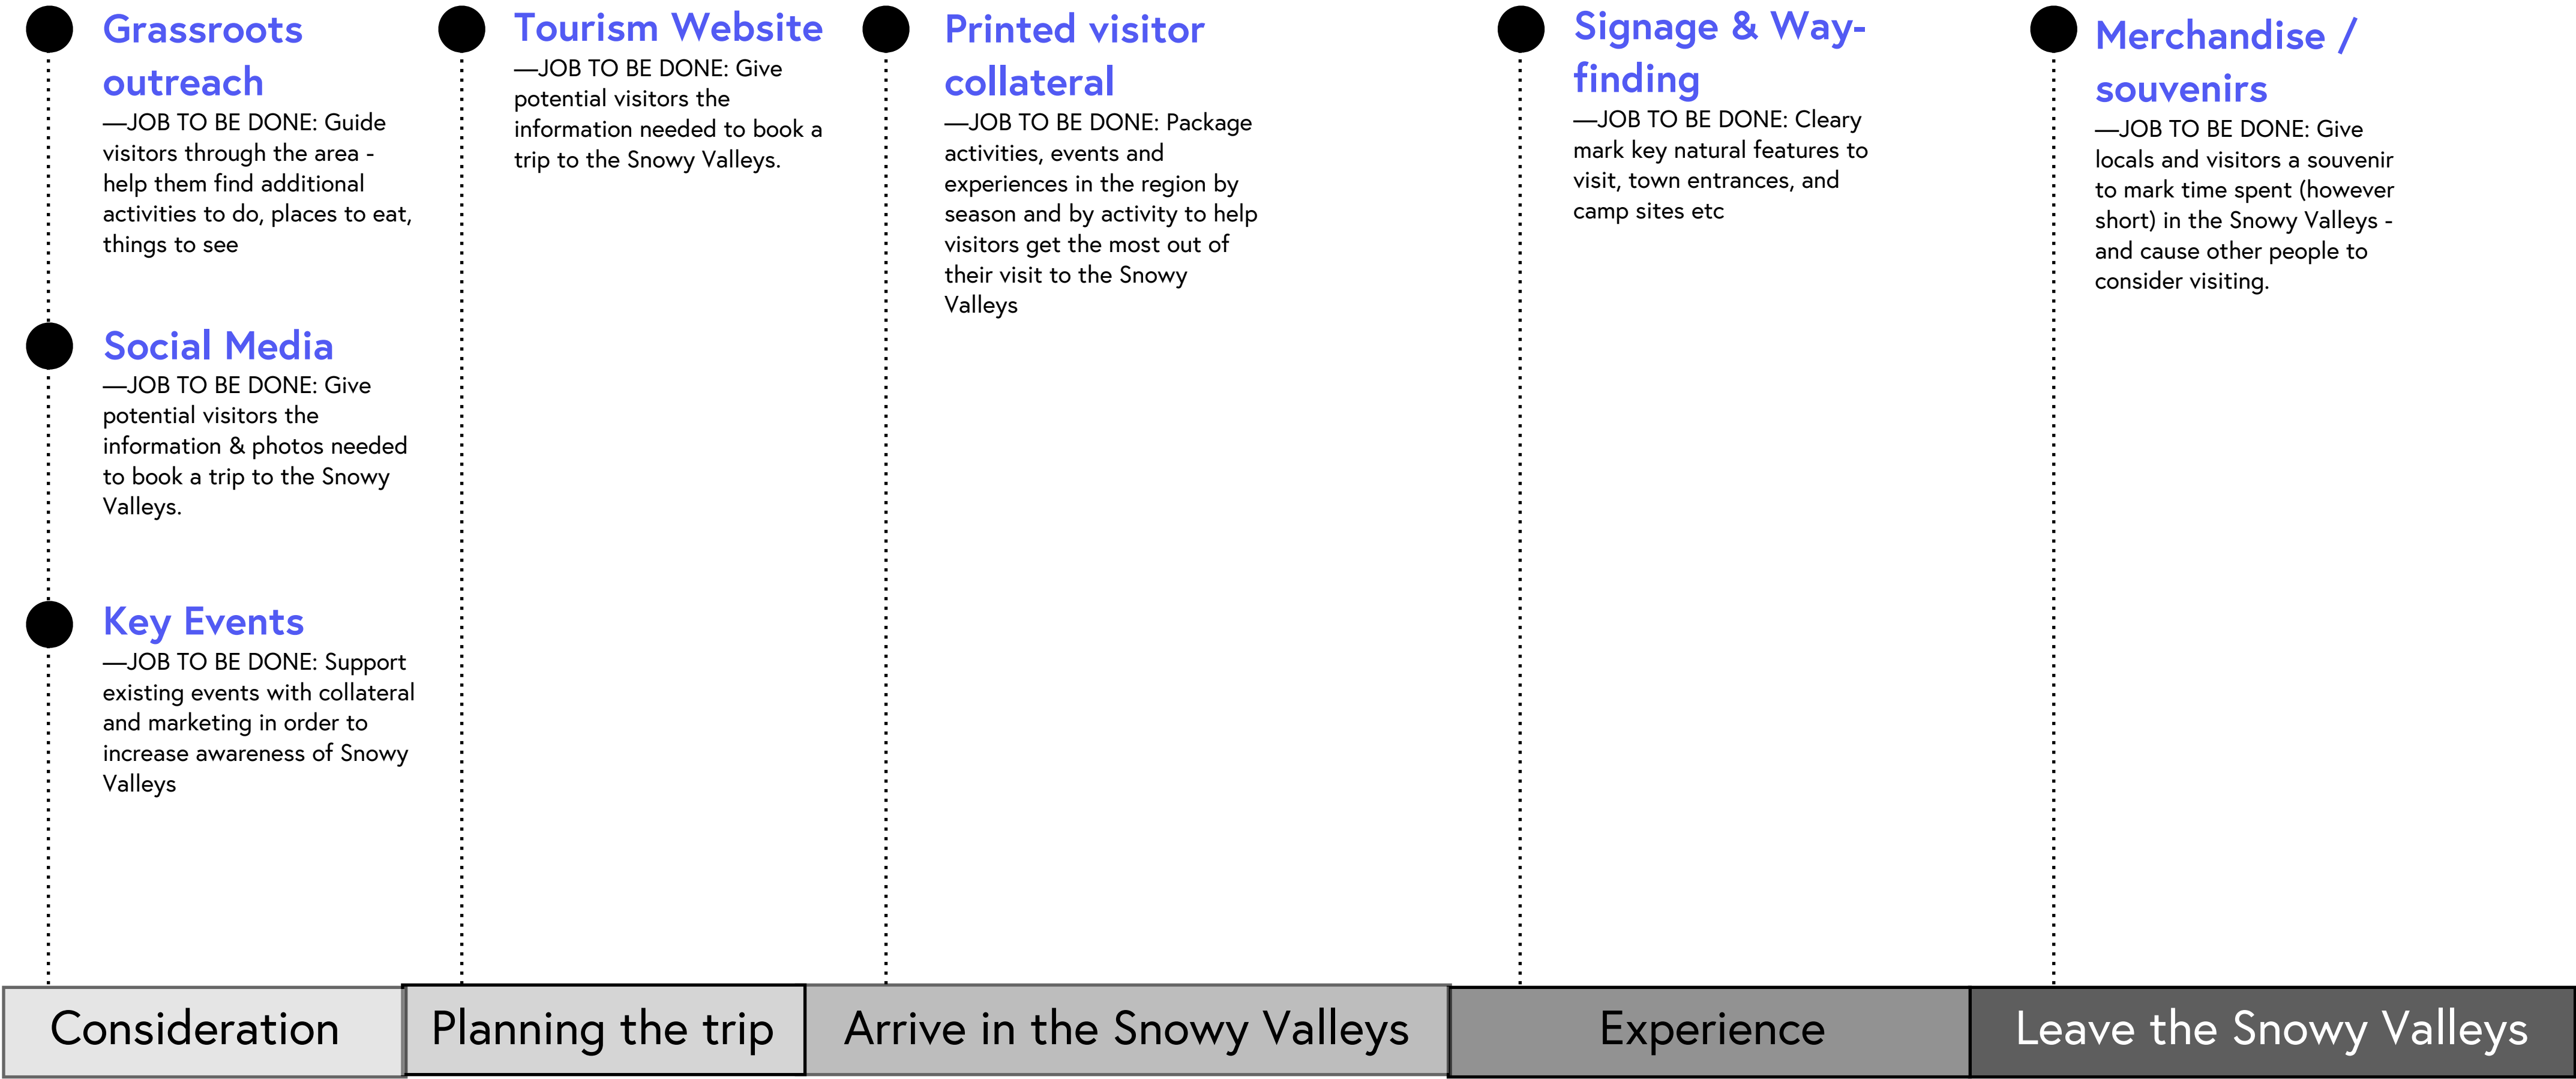 Grassroots
outreach
—JOB TO BE DONE: Guide
visitors through the area -
help them find additional
activities to do, places to eat,
things to see
Social Media
—JOB TO BE DONE: Give
potential visitors the
information & photos needed
to book a trip to the Snowy
Valleys.
Key Events
—JOB TO BE DONE: Support
existing events with collateral
and marketing in order to
increase awareness of Snowy
Valleys
Tourism Website
—JOB TO BE DONE: Give
potential visitors the
information needed to book a
trip to the Snowy Valleys.
Printed visitor
collateral
—JOB TO BE DONE: Package
activities, events and
experiences in the region by
season and by activity to help
visitors get the most out of
their visit to the Snowy
Valleys
Signage & Way-
finding
—JOB TO BE DONE: Cleary
mark key natural features to
visit, town entrances, and
camp sites etc
Merchandise /
souvenirs
—JOB TO BE DONE: Give
locals and visitors a souvenir
to mark time spent (however
short) in the Snowy Valleys -
and cause other people to
consider visiting.
Consideration
Planning the trip
Arrive in the Snowy Valleys
Experience
Leave the Snowy Valleys